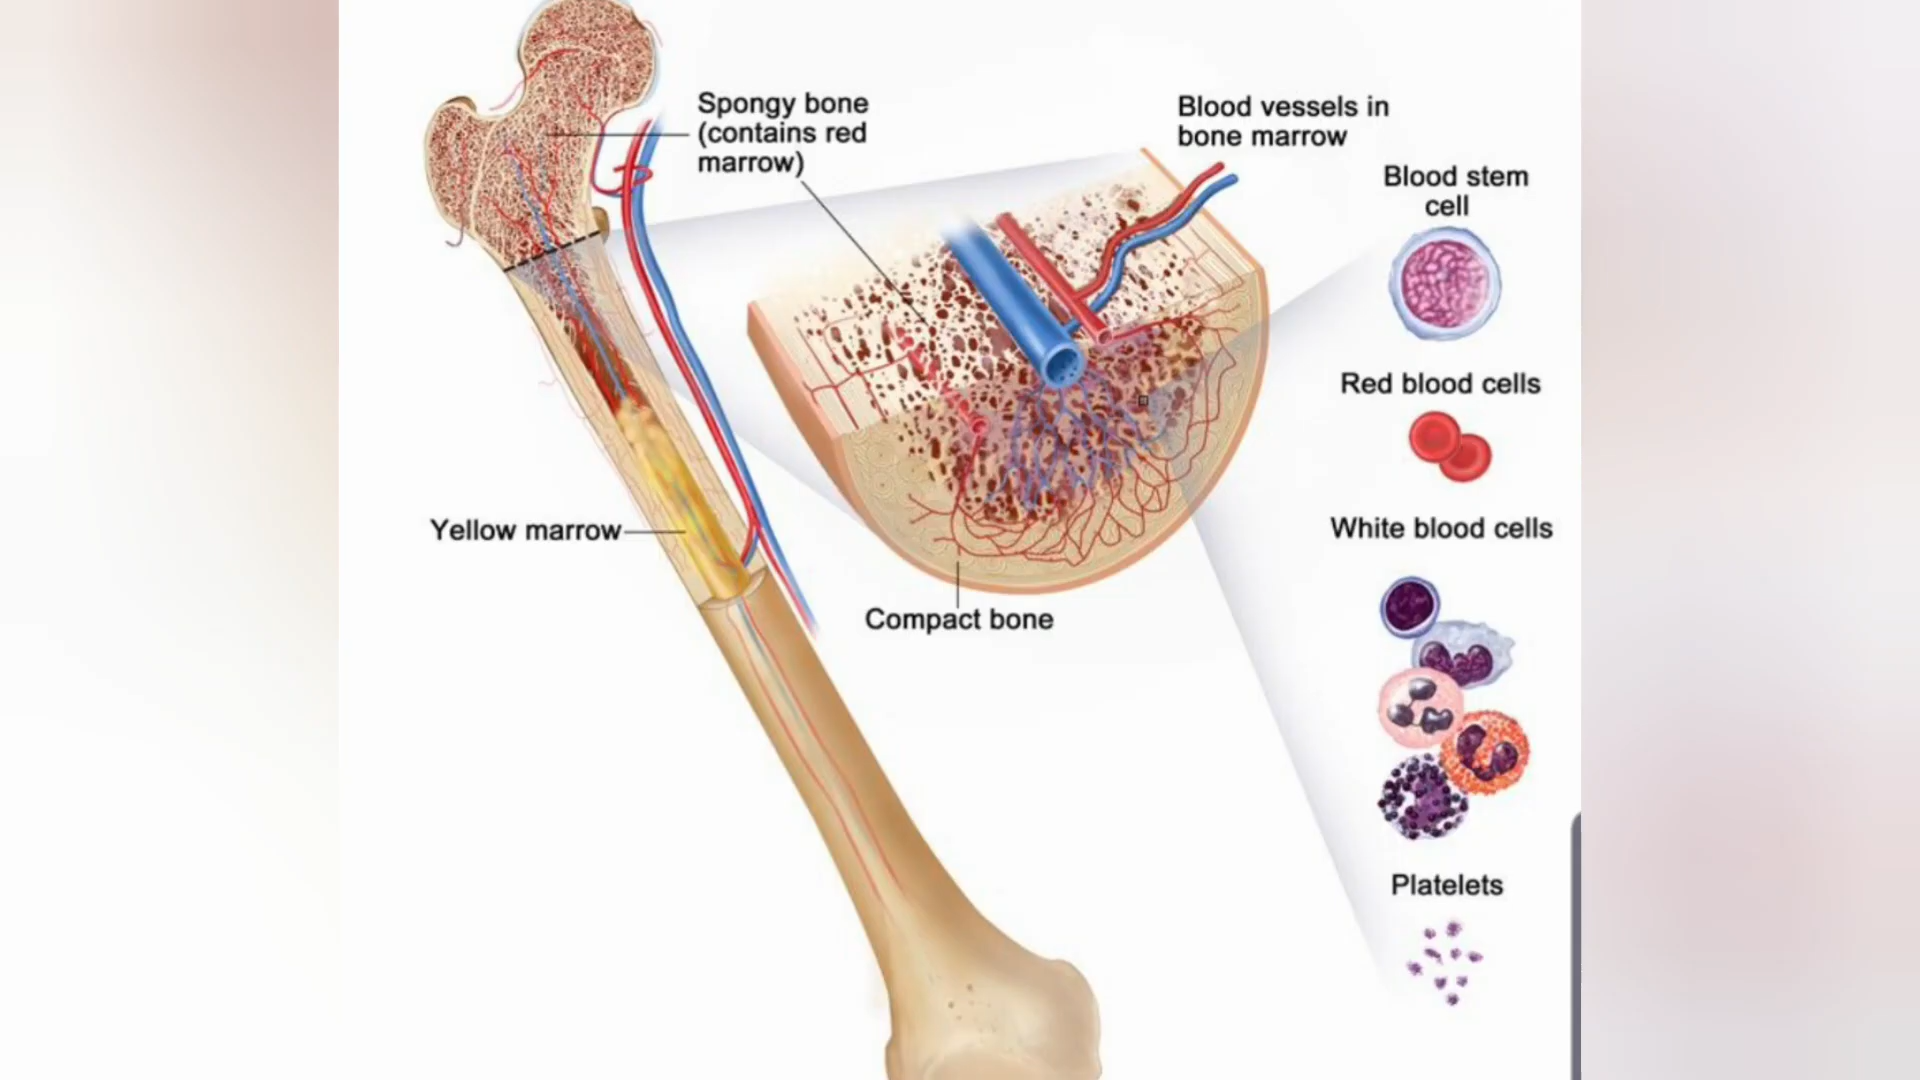 Spongy bone
(contains red
marrow)
Blood vessels in
bone marrow
Blood stem
cell
Red blood cells
White blood cells
Yellow marrow
Compact bone
Platelets